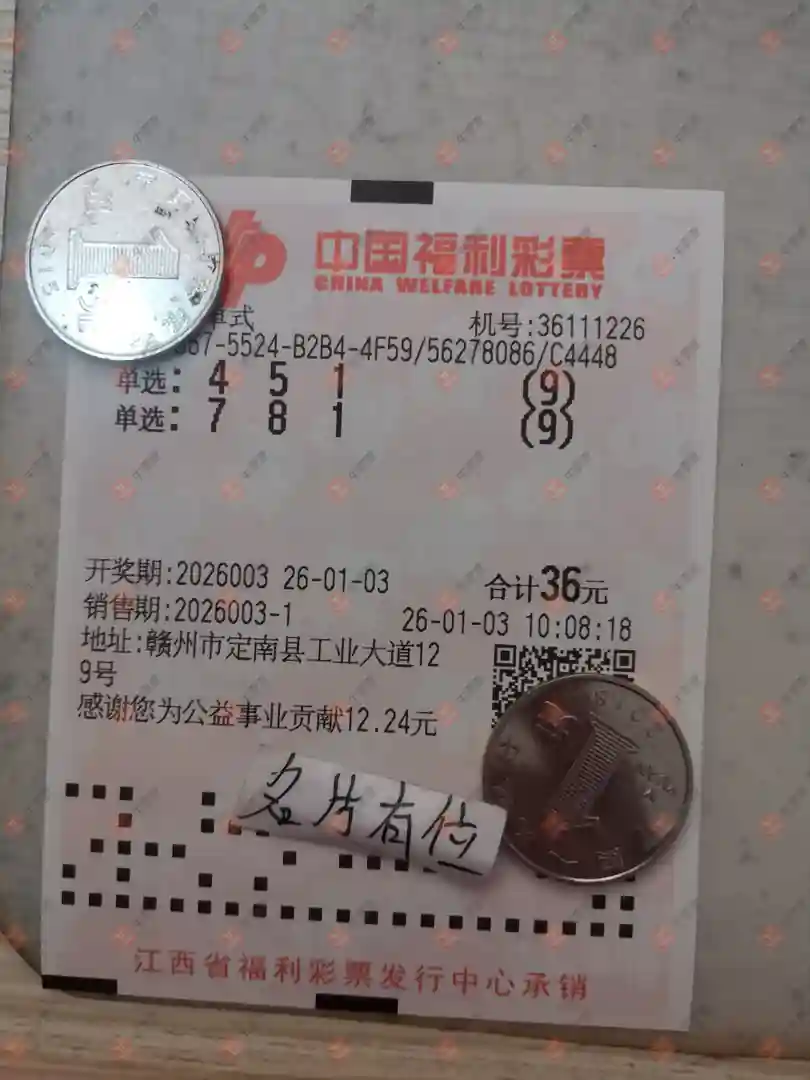 中国福利彩票
CHINA WELFARE LOTTERY
单式 机号:36111226
67-5524-B2B4-4F59/56278086/C4448
单选: 4 5 1 (9)
单选: 7 8 1 (9)
开奖期:2026003 26-01-03 合计36元
销售期:2026003-1 26-01-03 10:08:18
地址:赣州市定南县工业大道12
9号
感谢您为公益事业贡献12.24元
名片有位
江西省福利彩票发行中心承销